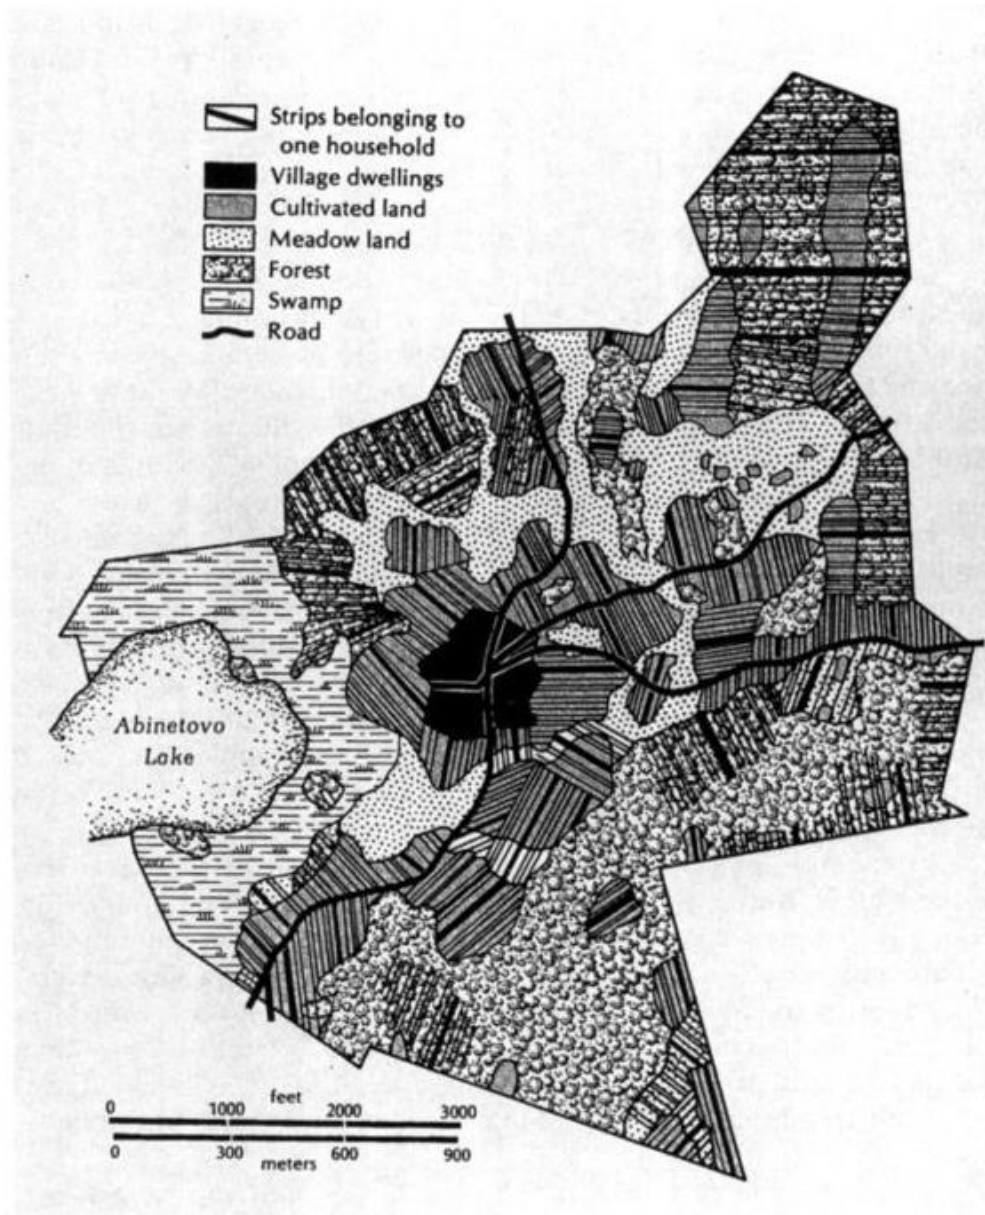 Strips belonging to
one household
Village dwellings
Cultivated land
Meadow land
Forest
Swamp
Road
Abinetovo
Lake
0 1000 feet 2000 3000
0 300 600 900
meters